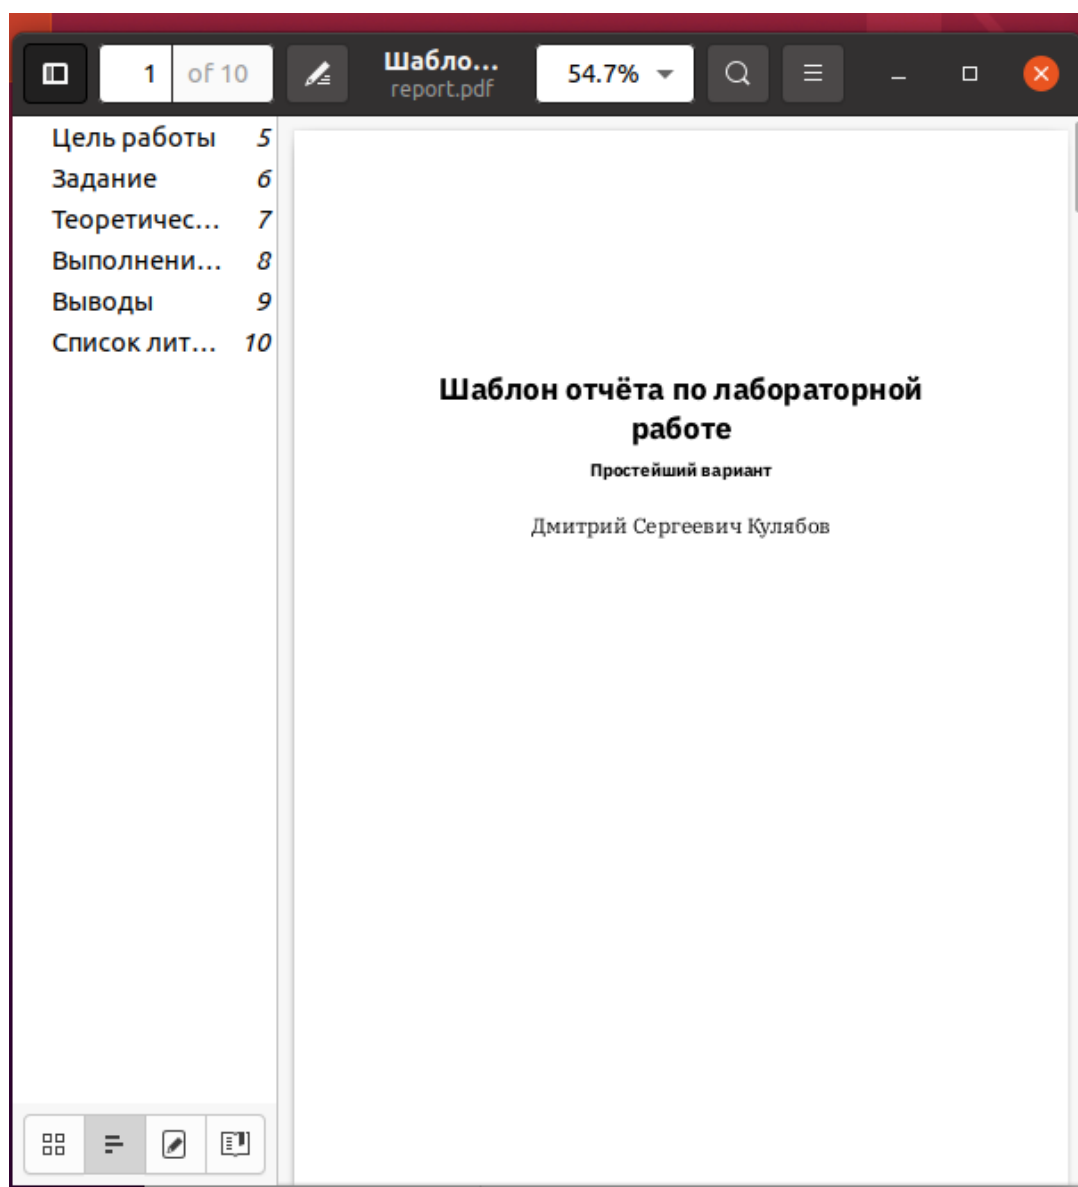 1 of 10 Шабло... 54.7%
report.pdf
Цель работы 5
Задание 6
Теоретичес... 7
Выполнени... 8
Выводы 9
Список лит... 10
Шаблон отчёта по лабораторной
работе
Простейший вариант
Дмитрий Сергеевич Кулябов